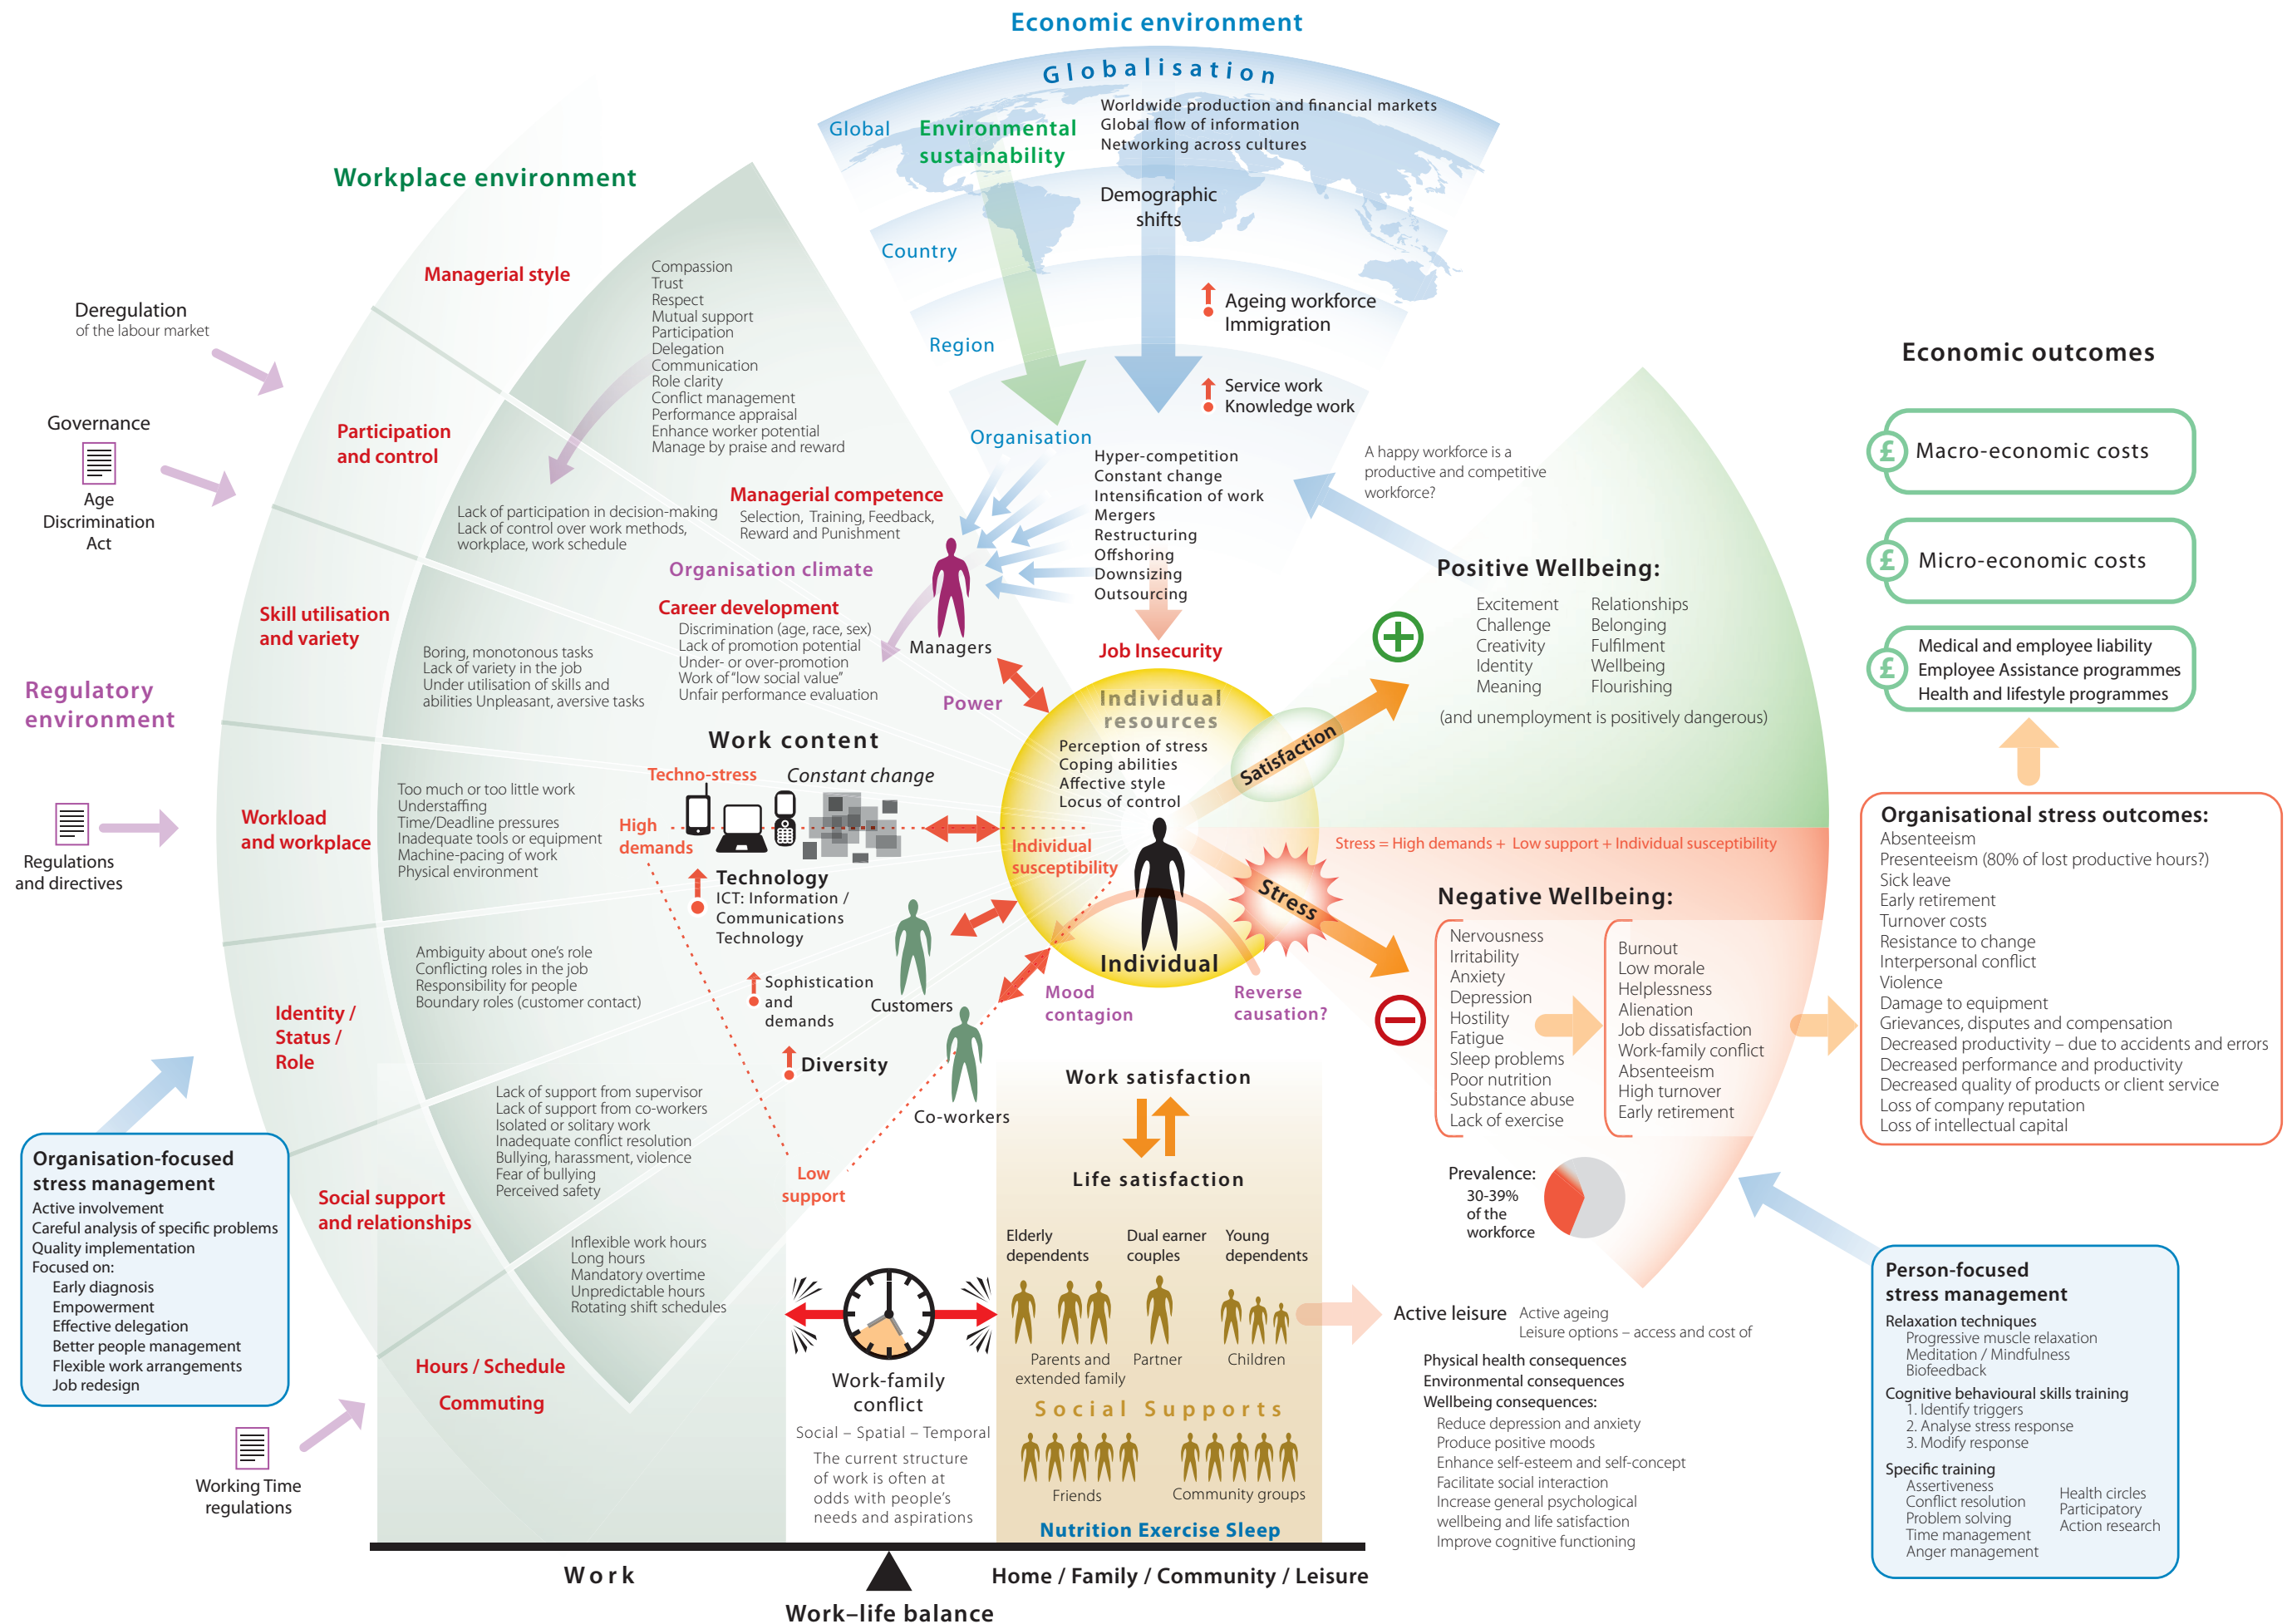 Economic environment
Globalisation
Worldwide production and financial markets
Global flow of information
Networking across cultures
Global
Environmental
sustainability
Demographic
shifts
Country
Ageing workforce
Immigration
Region
Service work
Knowledge work
Organisation
Hyper-competition
Constant change
Intensification of work
Mergers
Restructuring
Offshoring
Downsizing
Outsourcing
Job Insecurity
Workplace environment
Managerial style
Compassion
Trust
Respect
Mutual support
Participation
Delegation
Communication
Role clarity
Conflict management
Performance appraisal
Enhance worker potential
Manage by praise and reward
Participation
and control
Lack of participation in decision-making
Lack of control over work methods,
workplace, work schedule
Managerial competence
Selection, Training, Feedback,
Reward and Punishment
Organisation climate
Career development
Discrimination (age, race, sex)
Lack of promotion potential
Under- or over-promotion
Work of “low social value”
Unfair performance evaluation
Managers
Power
Skill utilisation
and variety
Boring, monotonous tasks
Lack of variety in the job
Under utilisation of skills and
abilities Unpleasant, aversive tasks
Workload
and workplace
Too much or too little work
Understaffing
Time/Deadline pressures
Inadequate tools or equipment
Machine-pacing of work
Physical environment
Work content
Techno-stress
Constant change
High
demands
Technology
ICT: Information /
Communications
Technology
Sophistication
and
demands
Diversity
Customers
Co-workers
Low
support
Identity /
Status /
Role
Ambiguity about one’s role
Conflicting roles in the job
Responsibility for people
Boundary roles (customer contact)
Social support
and relationships
Lack of support from supervisor
Lack of support from co-workers
Isolated or solitary work
Inadequate conflict resolution
Bullying, harassment, violence
Fear of bullying
Perceived safety
Hours / Schedule
Commuting
Inflexible work hours
Long hours
Mandatory overtime
Unpredictable hours
Rotating shift schedules
Deregulation
of the labour market
Governance
Age
Discrimination
Act
Regulatory
environment
Regulations
and directives
Organisation-focused
stress management
Active involvement
Careful analysis of specific problems
Quality implementation
Focused on:
Early diagnosis
Empowerment
Effective delegation
Better people management
Flexible work arrangements
Job redesign
Working Time
regulations
Individual
resources
Perception of stress
Coping abilities
Affective style
Locus of control
Individual
susceptibility
Individual
Mood
contagion
Reverse
causation?
Satisfaction
Stress
A happy workforce is a
productive and competitive
workforce?
Positive Wellbeing:
Excitement
Challenge
Creativity
Identity
Meaning
Relationships
Belonging
Fulfilment
Wellbeing
Flourishing
(and unemployment is positively dangerous)
Stress = High demands + Low support + Individual susceptibility
Negative Wellbeing:
Nervousness
Irritability
Anxiety
Depression
Hostility
Fatigue
Sleep problems
Poor nutrition
Substance abuse
Lack of exercise
Burnout
Low morale
Helplessness
Alienation
Job dissatisfaction
Work-family conflict
Absenteeism
High turnover
Early retirement
Prevalence:
30-39%
of the
workforce
Economic outcomes
£
Macro-economic costs
£
Micro-economic costs
£
Medical and employee liability
Employee Assistance programmes
Health and lifestyle programmes
Organisational stress outcomes:
Absenteeism
Presenteeism (80% of lost productive hours?)
Sick leave
Early retirement
Turnover costs
Resistance to change
Interpersonal conflict
Violence
Damage to equipment
Grievances, disputes and compensation
Decreased productivity – due to accidents and errors
Decreased performance and productivity
Decreased quality of products or client service
Loss of company reputation
Loss of intellectual capital
Person-focused
stress management
Relaxation techniques
Progressive muscle relaxation
Meditation / Mindfulness
Biofeedback
Cognitive behavioural skills training
1. Identify triggers
2. Analyse stress response
3. Modify response
Specific training
Assertiveness
Conflict resolution
Problem solving
Time management
Anger management
Health circles
Participatory
Action research
Work satisfaction
Life satisfaction
Elderly
dependents
Dual earner
couples
Young
dependents
Parents and
extended family
Partner
Children
Social Supports
Friends
Community groups
Nutrition Exercise Sleep
Work-family
conflict
Social – Spatial – Temporal
The current structure
of work is often at
odds with people’s
needs and aspirations
Active leisure
Active ageing
Leisure options – access and cost of
Physical health consequences
Environmental consequences
Wellbeing consequences:
Reduce depression and anxiety
Produce positive moods
Enhance self-esteem and self-concept
Facilitate social interaction
Increase general psychological
wellbeing and life satisfaction
Improve cognitive functioning
Work
Home / Family / Community / Leisure
Work–life balance